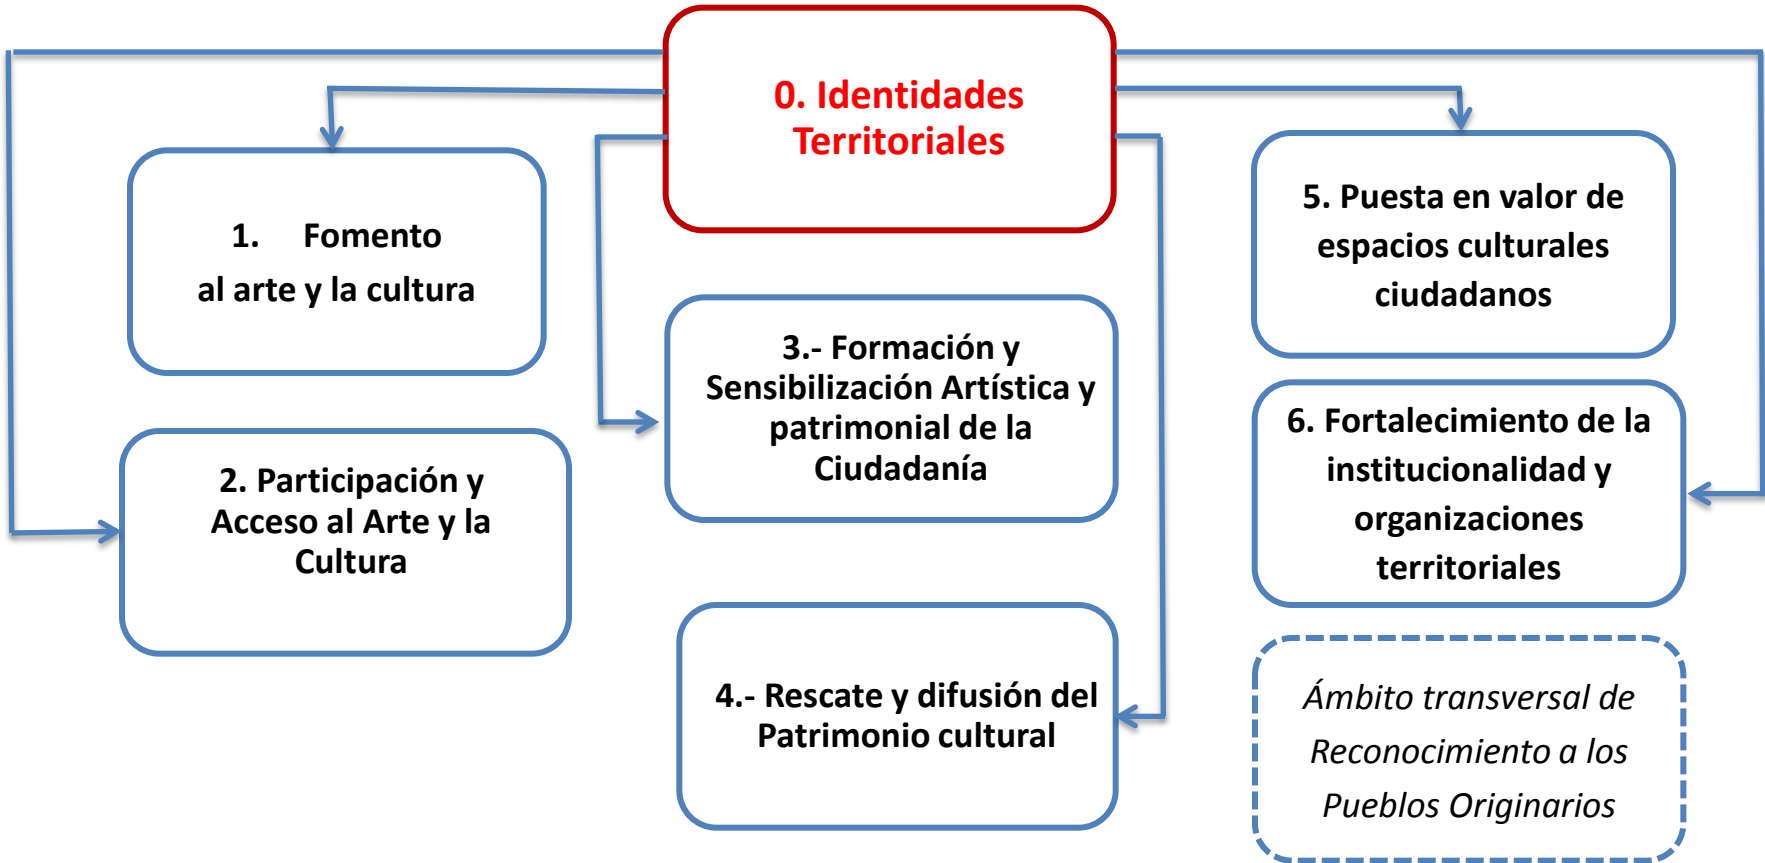 0. Identidades
Territoriales
1. Fomento
al arte y la cultura
2. Participación y
Acceso al Arte y la
Cultura
3.- Formación y
Sensibilización Artística y
patrimonial de la
Ciudadanía
4.- Rescate y difusión del
Patrimonio cultural
5. Puesta en valor de
espacios culturales
ciudadanos
6. Fortalecimiento de la
institucionalidad y
organizaciones
territoriales
Ámbito transversal de
Reconocimiento a los
Pueblos Originarios